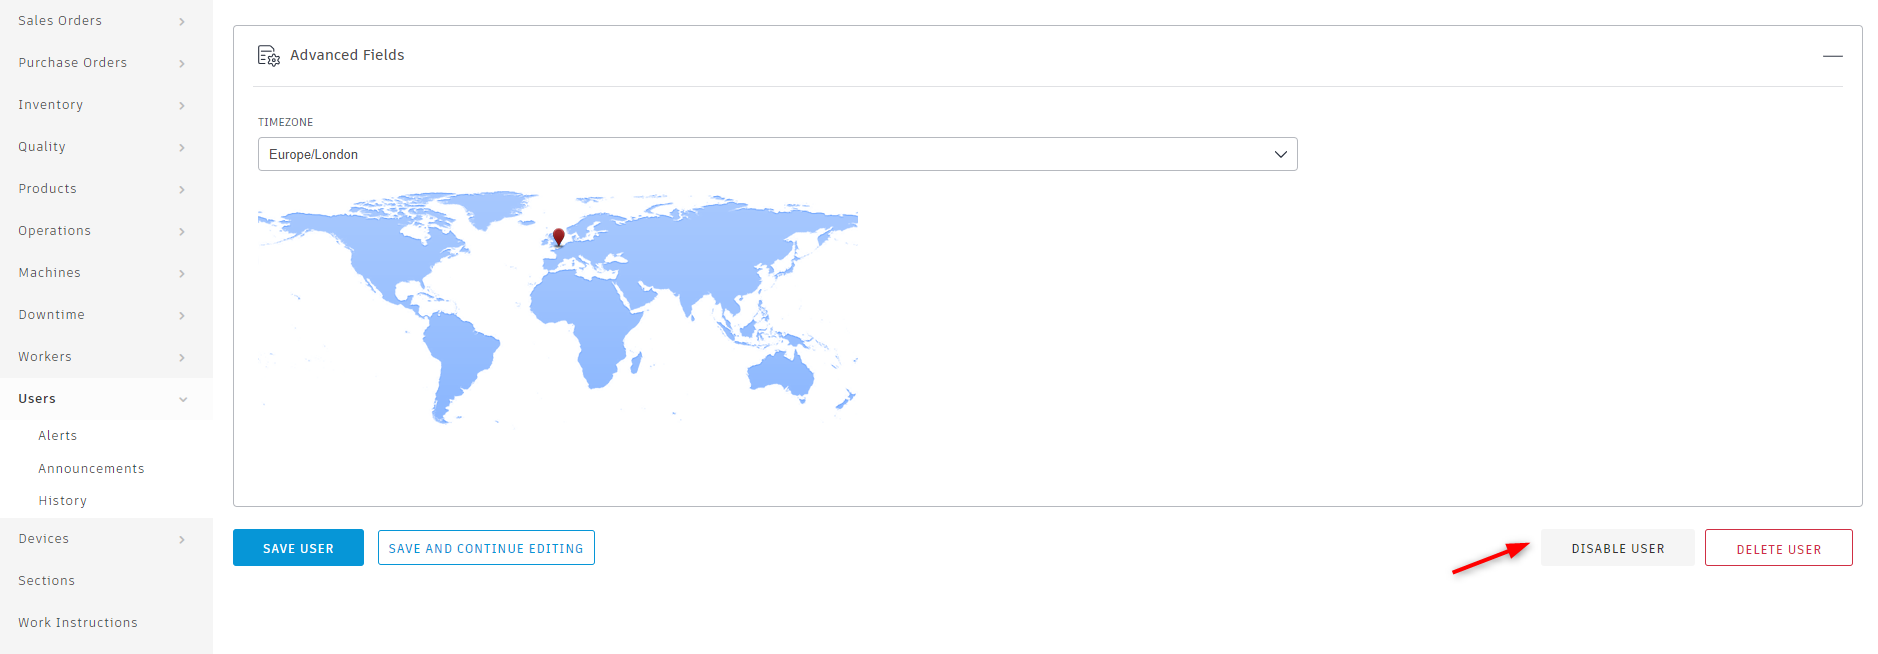 Sales Orders
Purchase Orders
Inventory
Quality
Products
Operations
Machines
Downtime
Workers
Users
Alerts
Announcements
History
Devices
Sections
Work Instructions
Advanced Fields
TIMEZONE
Europe/London
SAVE USER
SAVE AND CONTINUE EDITING
DISABLE USER
DELETE USER